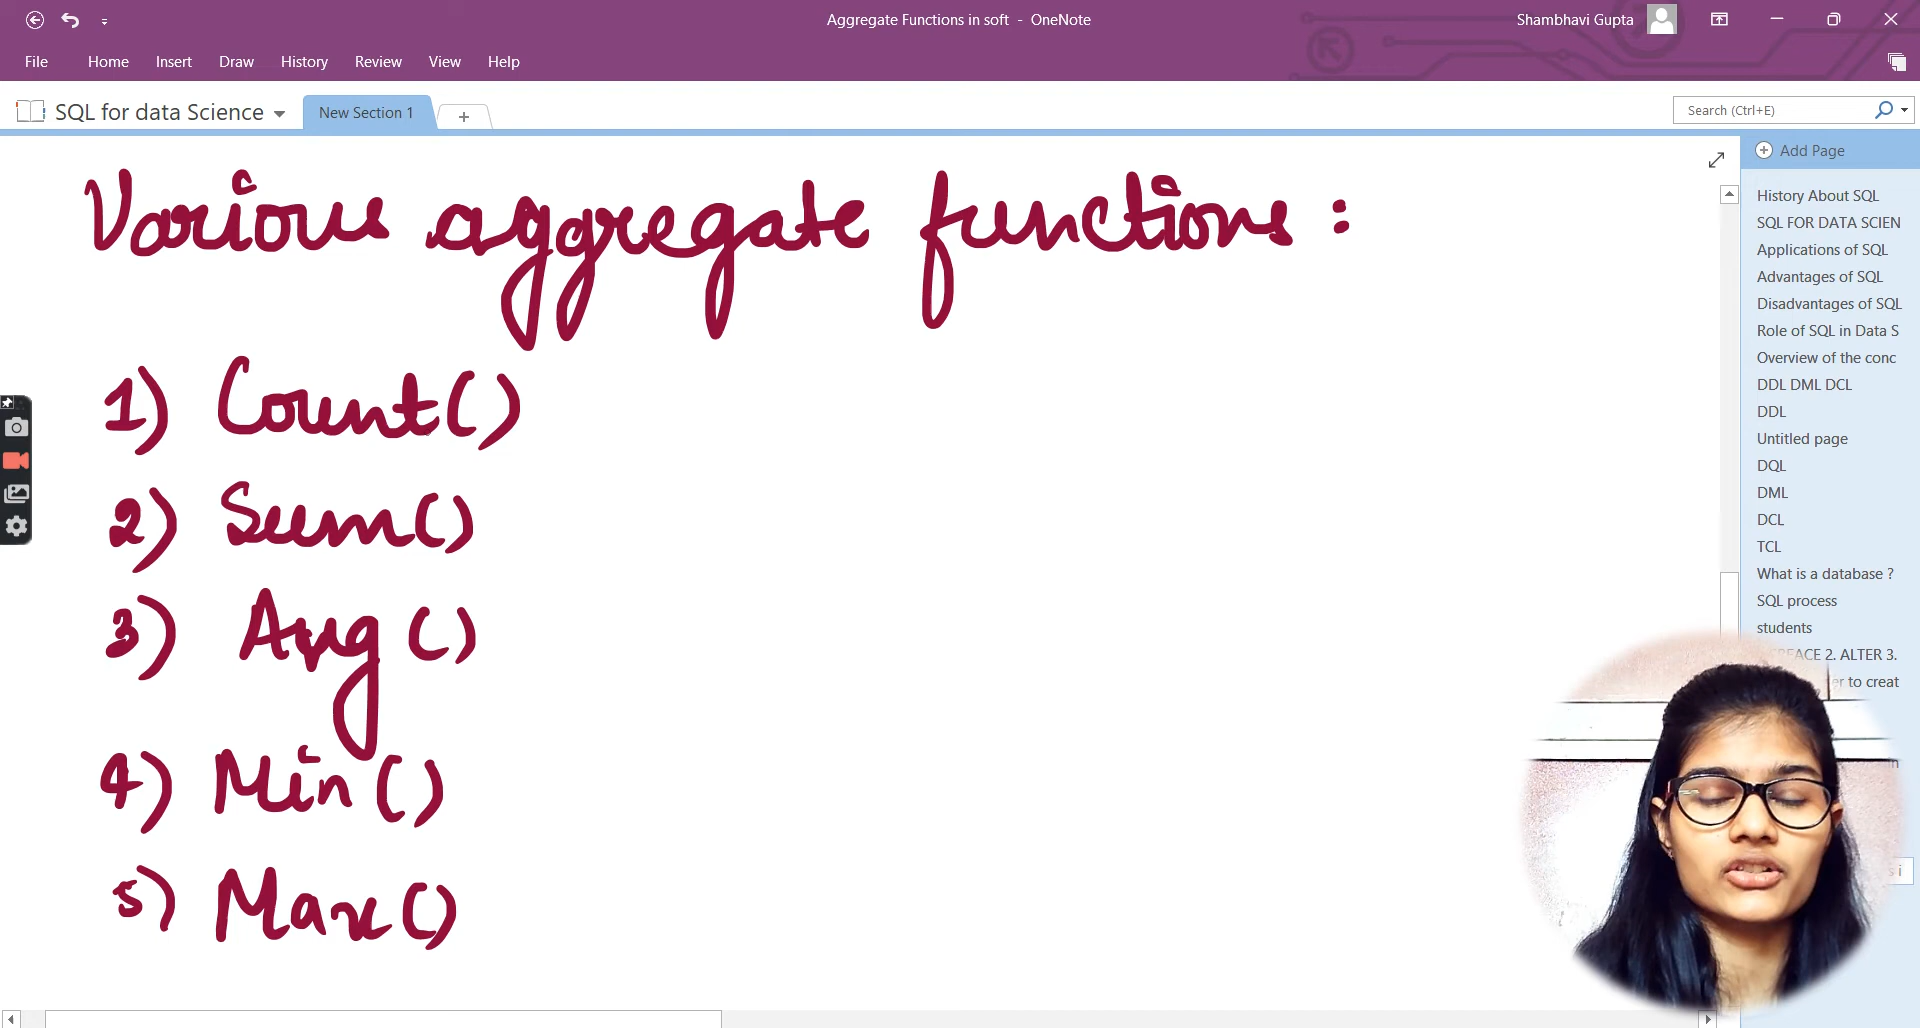 Aggregate Functions in soft - OneNote
Shambhavi Gupta
File Home Insert Draw History Review View Help
SQL for data Science
New Section 1
Search (Ctrl+E)
Add Page
Various aggregate functions :
1) Count()
2) Sum()
3) Avg ()
4) Min ()
5) Max()
History About SQL
SQL FOR DATA SCIEN
Applications of SQL
Advantages of SQL
Disadvantages of SQL
Role of SQL in Data S
Overview of the conc
DDL DML DCL
DDL
Untitled page
DQL
DML
DCL
TCL
What is a database ?
SQL process
students
2. ALTER 3.
to creat